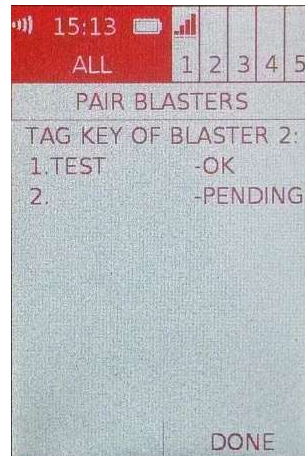 15:13
ALL 1 2 3 4 5
PAIR BLASTERS
TAG KEY OF BLASTER 2:
1.TEST -OK
2. -PENDING
DONE